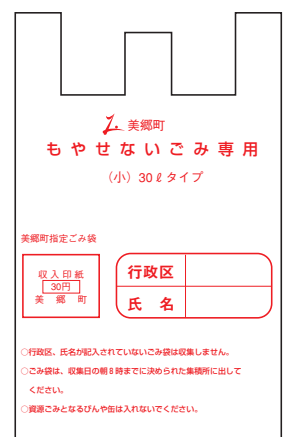 美郷町
もやせないごみ専用
（小）30ℓタイプ
美郷町指定ごみ袋
収入印紙
30円
美郷町
行政区
氏名
○行政区、氏名が記入されていないごみ袋は収集しません。
○ごみ袋は、収集日の朝8時までに決められた集積所に出して
ください。
○資源ごみとなるびんや缶は入れないでください。